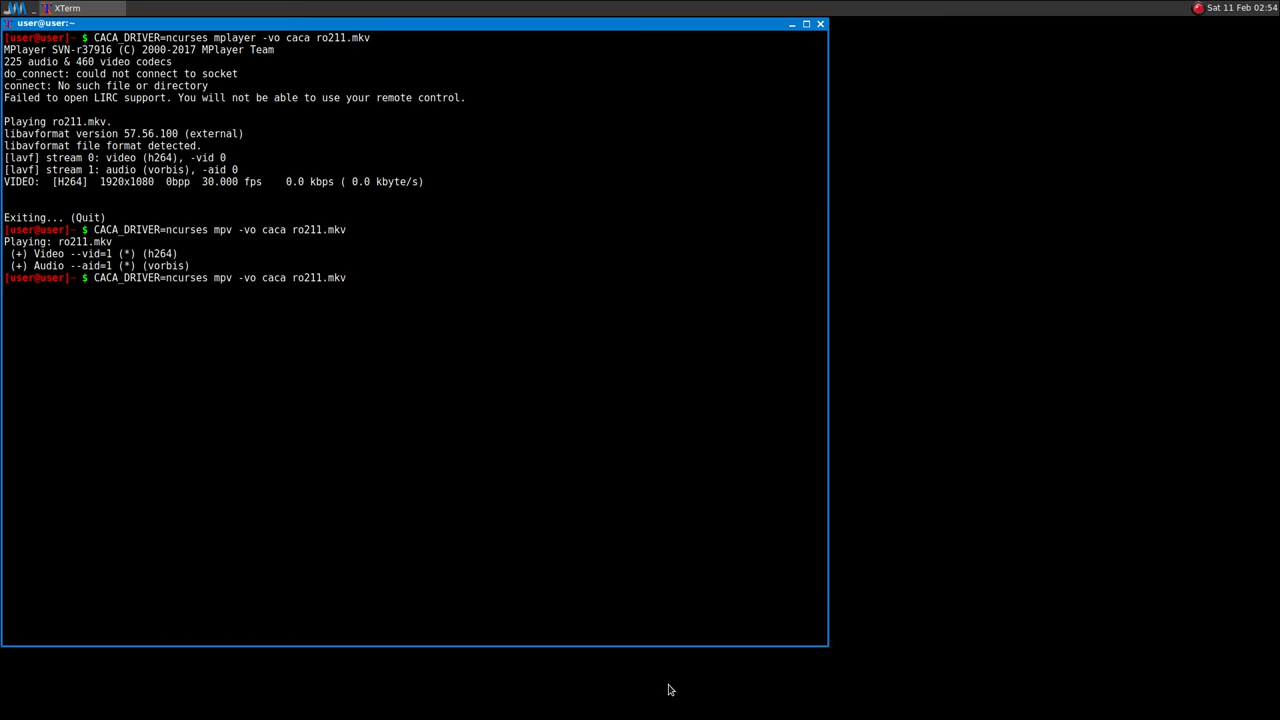 XTerm
Sat 11 Feb 02:54
user@user:~
[user@user]~ $ CACA_DRIVER=ncurses mplayer -vo caca ro211.mkv
MPlayer SVN-r37916 (C) 2000-2017 MPlayer Team
225 audio & 460 video codecs
do_connect: could not connect to socket
connect: No such file or directory
Failed to open LIRC support. You will not be able to use your remote control.
Playing ro211.mkv.
libavformat version 57.56.100 (external)
libavformat file format detected.
[lavf] stream 0: video (h264), -vid 0
[lavf] stream 1: audio (vorbis), -aid 0
VIDEO:  [H264]  1920x1080  0bpp  30.000 fps    0.0 kbps ( 0.0 kbyte/s)
Exiting... (Quit)
[user@user]~ $ CACA_DRIVER=ncurses mpv -vo caca ro211.mkv
Playing: ro211.mkv
(+) Video --vid=1 (*) (h264)
(+) Audio --aid=1 (*) (vorbis)
[user@user]~ $ CACA_DRIVER=ncurses mpv -vo caca ro211.mkv